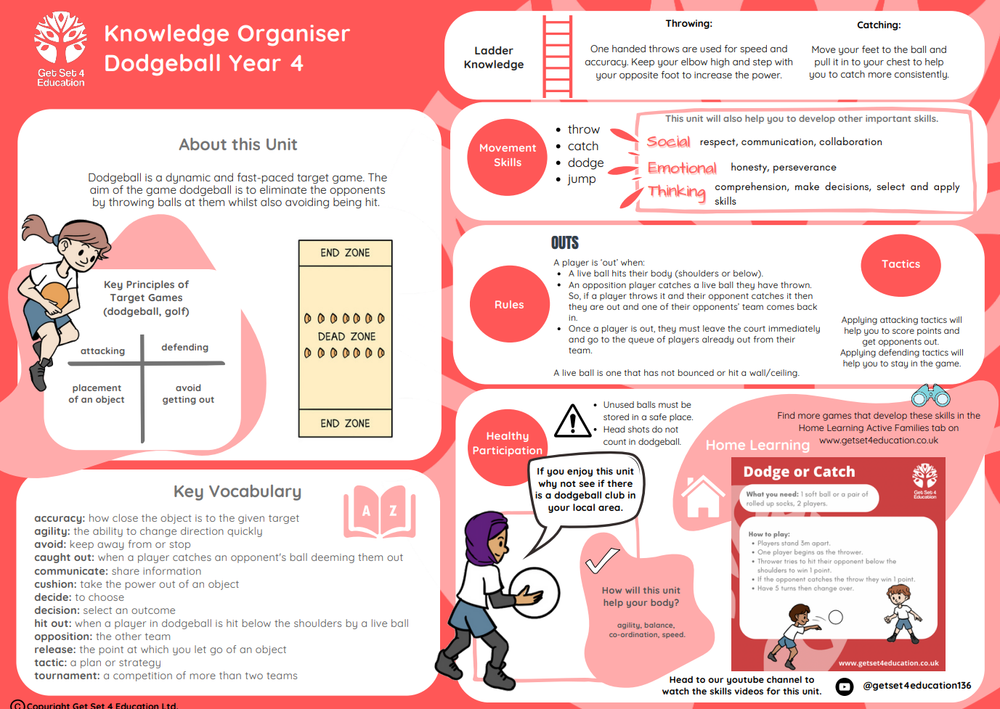 Get Set 4
Education
Knowledge Organiser
Dodgeball Year 4
Ladder
Knowledge
Throwing:
One handed throws are used for speed and
accuracy. Keep your elbow high and step with
your opposite foot to increase the power.
Catching:
Move your feet to the ball and
pull it in to your chest to help
you to catch more consistently.
About this Unit
Dodgeball is a dynamic and fast-paced target game. The
aim of the game dodgeball is to eliminate the opponents
by throwing balls at them whilst also avoiding being hit.
Key Principles of
Target Games
(dodgeball, golf)
attacking
defending
placement
of an object
avoid
getting out
END ZONE
DEAD ZONE
END ZONE
Movement
Skills
• throw
• catch
• dodge
• jump
This unit will also help you to develop other important skills.
Social respect, communication, collaboration
Emotional honesty, perseverance
Thinking comprehension, make decisions, select and apply
skills
Rules
OUTS
A player is 'out' when:
• A live ball hits their body (shoulders or below).
• An opposition player catches a live ball they have thrown.
So, if a player throws it and their opponent catches it then
they are out and one of their opponents' team comes back
in.
• Once a player is out, they must leave the court immediately
and go to the queue of players already out from their
team.
A live ball is one that has not bounced or hit a wall/ceiling.
Tactics
Applying attacking tactics will
help you to score points and
get opponents out.
Applying defending tactics will
help you to stay in the game.
Key Vocabulary
A Z
accuracy: how close the object is to the given target
agility: the ability to change direction quickly
avoid: keep away from or stop
caught out: when a player catches an opponent's ball deeming them out
communicate: share information
cushion: take the power out of an object
decide: to choose
decision: select an outcome
hit out: when a player in dodgeball is hit below the shoulders by a live ball
opposition: the other team
release: the point at which you let go of an object
tactic: a plan or strategy
tournament: a competition of more than two teams
Healthy
Participation
• Unused balls must be
stored in a safe place.
• Head shots do not
count in dodgeball.
If you enjoy this unit
why not see if there
is a dodgeball club in
your local area.
How will this unit
help your body?
agility, balance,
co-ordination, speed.
Home Learning
Find more games that develop these skills in the
Home Learning Active Families tab on
www.getset4education.co.uk
Dodge or Catch
Get Set 4
Education
What you need: 1 soft ball or a pair of
rolled up socks, 2 players.
How to play:
• Players stand 3m apart.
• One player begins as the thrower.
• Thrower tries to hit their opponent below the
shoulders to win 1 point.
• If the opponent catches the throw they win 1 point.
• Have 5 turns then change over.
www.getset4education.co.uk
Head to our youtube channel to
watch the skills videos for this unit.
@getset4education136
© Copyright Get Set 4 Education Ltd.